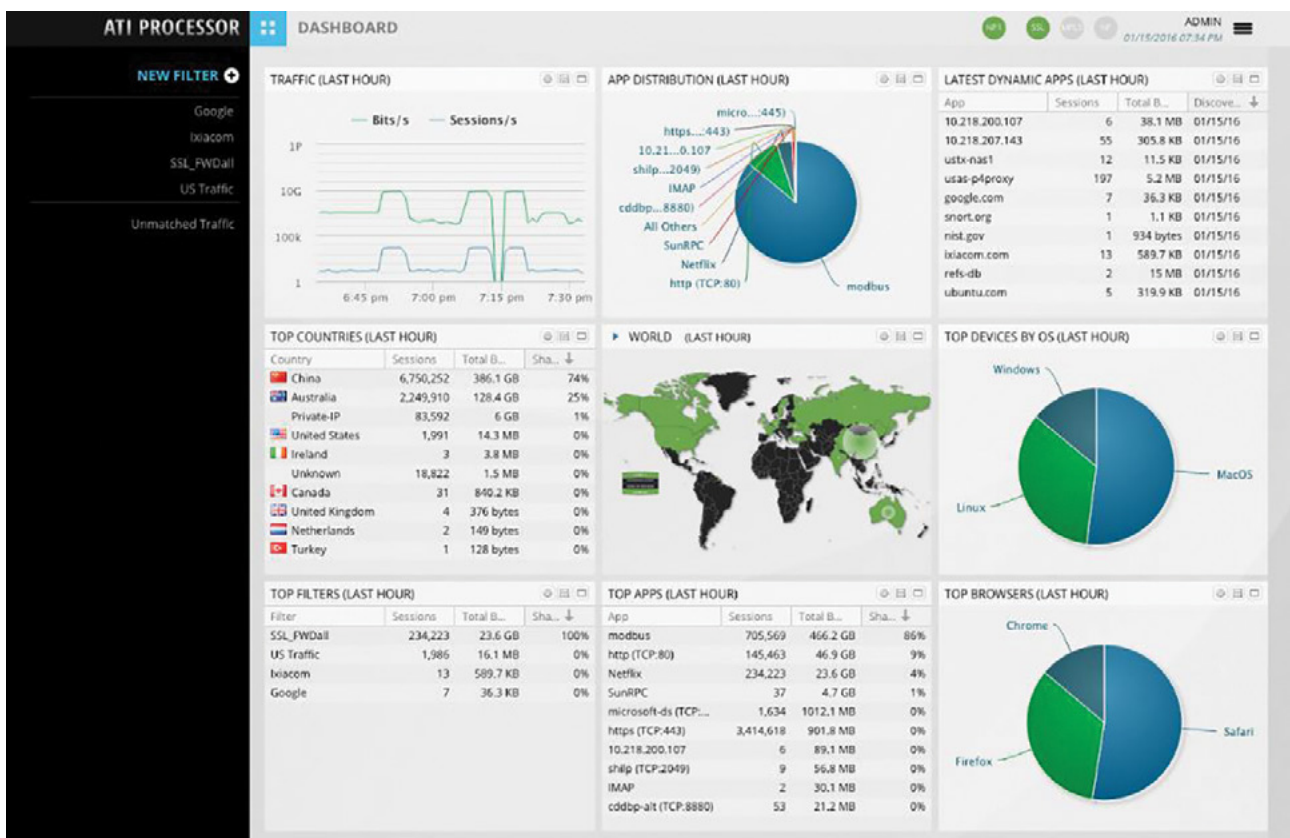 ATI PROCESSOR
DASHBOARD
NP1
SSL
ADMIN
01/15/2016 07:34 PM
NEW FILTER
Google
Ixiacom
SSL_FWDall
US Traffic
Unmatched Traffic
TRAFFIC (LAST HOUR)
Bits/s Sessions/s
1P
10G
100k
1
6:45 pm 7:00 pm 7:15 pm 7:30 pm
APP DISTRIBUTION (LAST HOUR)
micro...:445)
https...:443)
10.21...0.107
shilp...2049)
IMAP
cddbp...8880)
All Others
SunRPC
Netflix
http (TCP:80)
modbus
LATEST DYNAMIC APPS (LAST HOUR)
App Sessions Total B... Discove...
10.218.200.107 6 38.1 MB 01/15/16
10.218.207.143 55 305.8 KB 01/15/16
ustx-nas1 12 11.5 KB 01/15/16
usas-p4proxy 197 5.2 MB 01/15/16
google.com 7 36.3 KB 01/15/16
snort.org 1 1.1 KB 01/15/16
nist.gov 1 934 bytes 01/15/16
ixiacom.com 13 589.7 KB 01/15/16
refs-db 2 15 MB 01/15/16
ubuntu.com 5 319.9 KB 01/15/16
TOP COUNTRIES (LAST HOUR)
Country Sessions Total B... Sha...
China 6,750,252 386.1 GB 74%
Australia 2,249,910 128.4 GB 25%
Private-IP 83,592 6 GB 1%
United States 1,991 14.3 MB 0%
Ireland 3 3.8 MB 0%
Unknown 18,822 1.5 MB 0%
Canada 31 840.2 KB 0%
United Kingdom 4 376 bytes 0%
Netherlands 2 149 bytes 0%
Turkey 1 128 bytes 0%
WORLD (LAST HOUR)
TOP DEVICES BY OS (LAST HOUR)
Windows
MacOS
Linux
TOP FILTERS (LAST HOUR)
Filter Sessions Total B... Sha...
SSL_FWDall 234,223 23.6 GB 100%
US Traffic 1,986 16.1 MB 0%
Ixiacom 13 589.7 KB 0%
Google 7 36.3 KB 0%
TOP APPS (LAST HOUR)
App Sessions Total B... Sha...
modbus 705,569 466.2 GB 86%
http (TCP:80) 145,463 46.9 GB 9%
Netflix 234,223 23.6 GB 4%
SunRPC 37 4.7 GB 1%
microsoft-ds (TCP:... 1,634 1012.1 MB 0%
https (TCP:443) 3,414,618 901.8 MB 0%
10.218.200.107 6 89.1 MB 0%
shilp (TCP:2049) 9 56.8 MB 0%
IMAP 2 30.1 MB 0%
cddbp-alt (TCP:8880) 53 21.2 MB 0%
TOP BROWSERS (LAST HOUR)
Chrome
Safari
Firefox